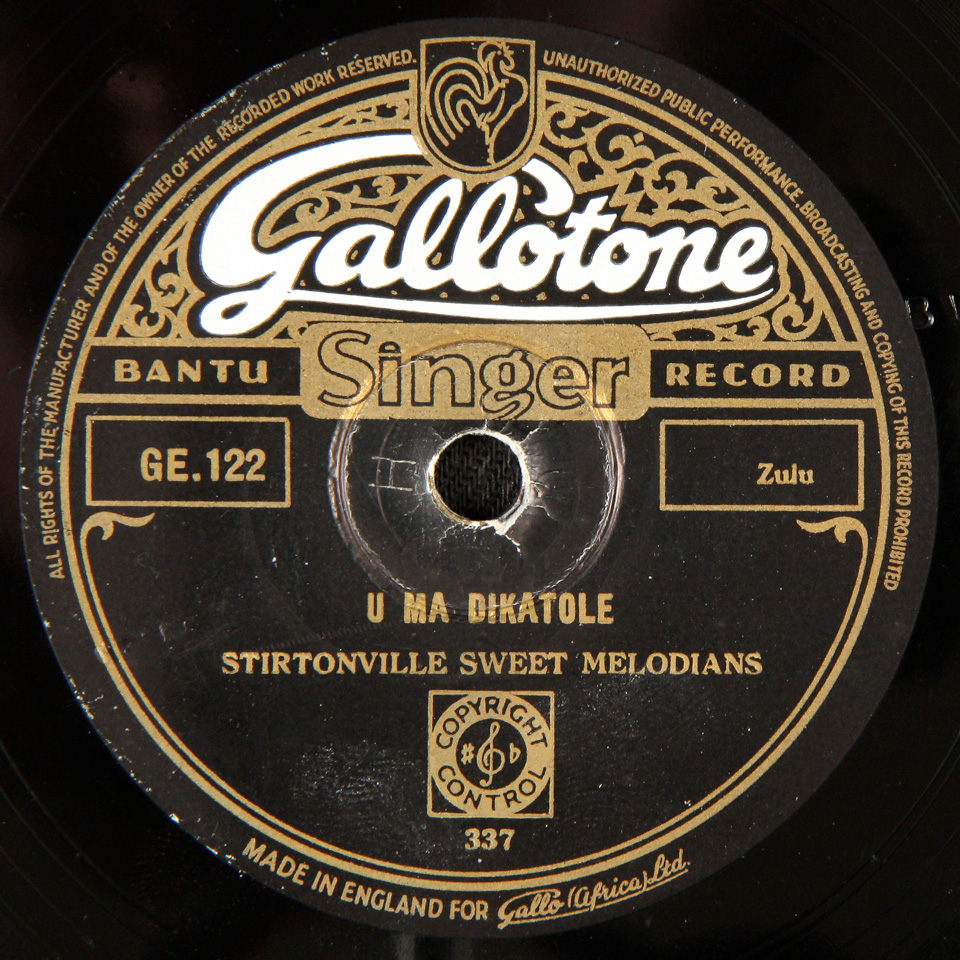 ALL RIGHTS OF THE MANUFACTURER AND OF THE OWNER OF THE RECORDED WORK RESERVED.
UNAUTHORIZED PUBLIC PERFORMANCE. BROADCASTING AND COPYING OF THIS RECORD PROHIBITED
Gallotone
BANTU Singer RECORD
GE.122
Zulu
U MA DIKATOLE
STIRTONVILLE SWEET MELODIANS
COPYRIGHT
CONTROL
337
MADE IN ENGLAND FOR Gallo (Africa) Ltd.